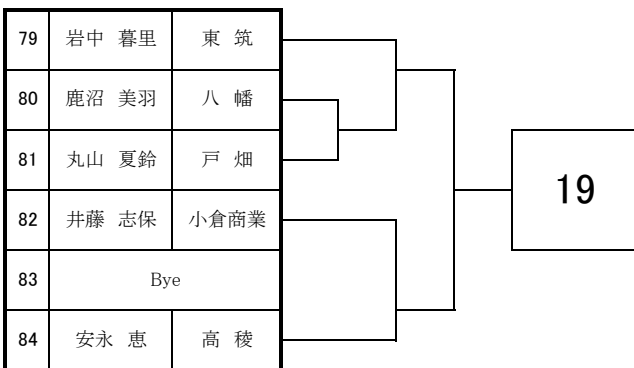 79 岩中 暮里 東 筑
80 鹿沼 美羽 八 幡
81 丸山 夏鈴 戸 畑
82 井藤 志保 小倉商業
83 Bye
84 安永 恵 高 稜
19